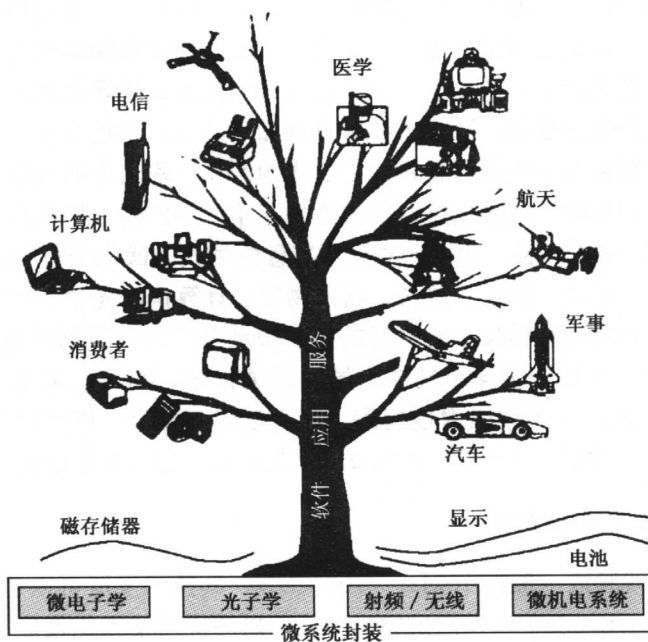 医学
电信
航天
计算机
军事
消费者
服务
应用
软件
汽车
磁存储器
显示
电池
微电子学
光子学
射频 / 无线
微机电系统
微系统封装